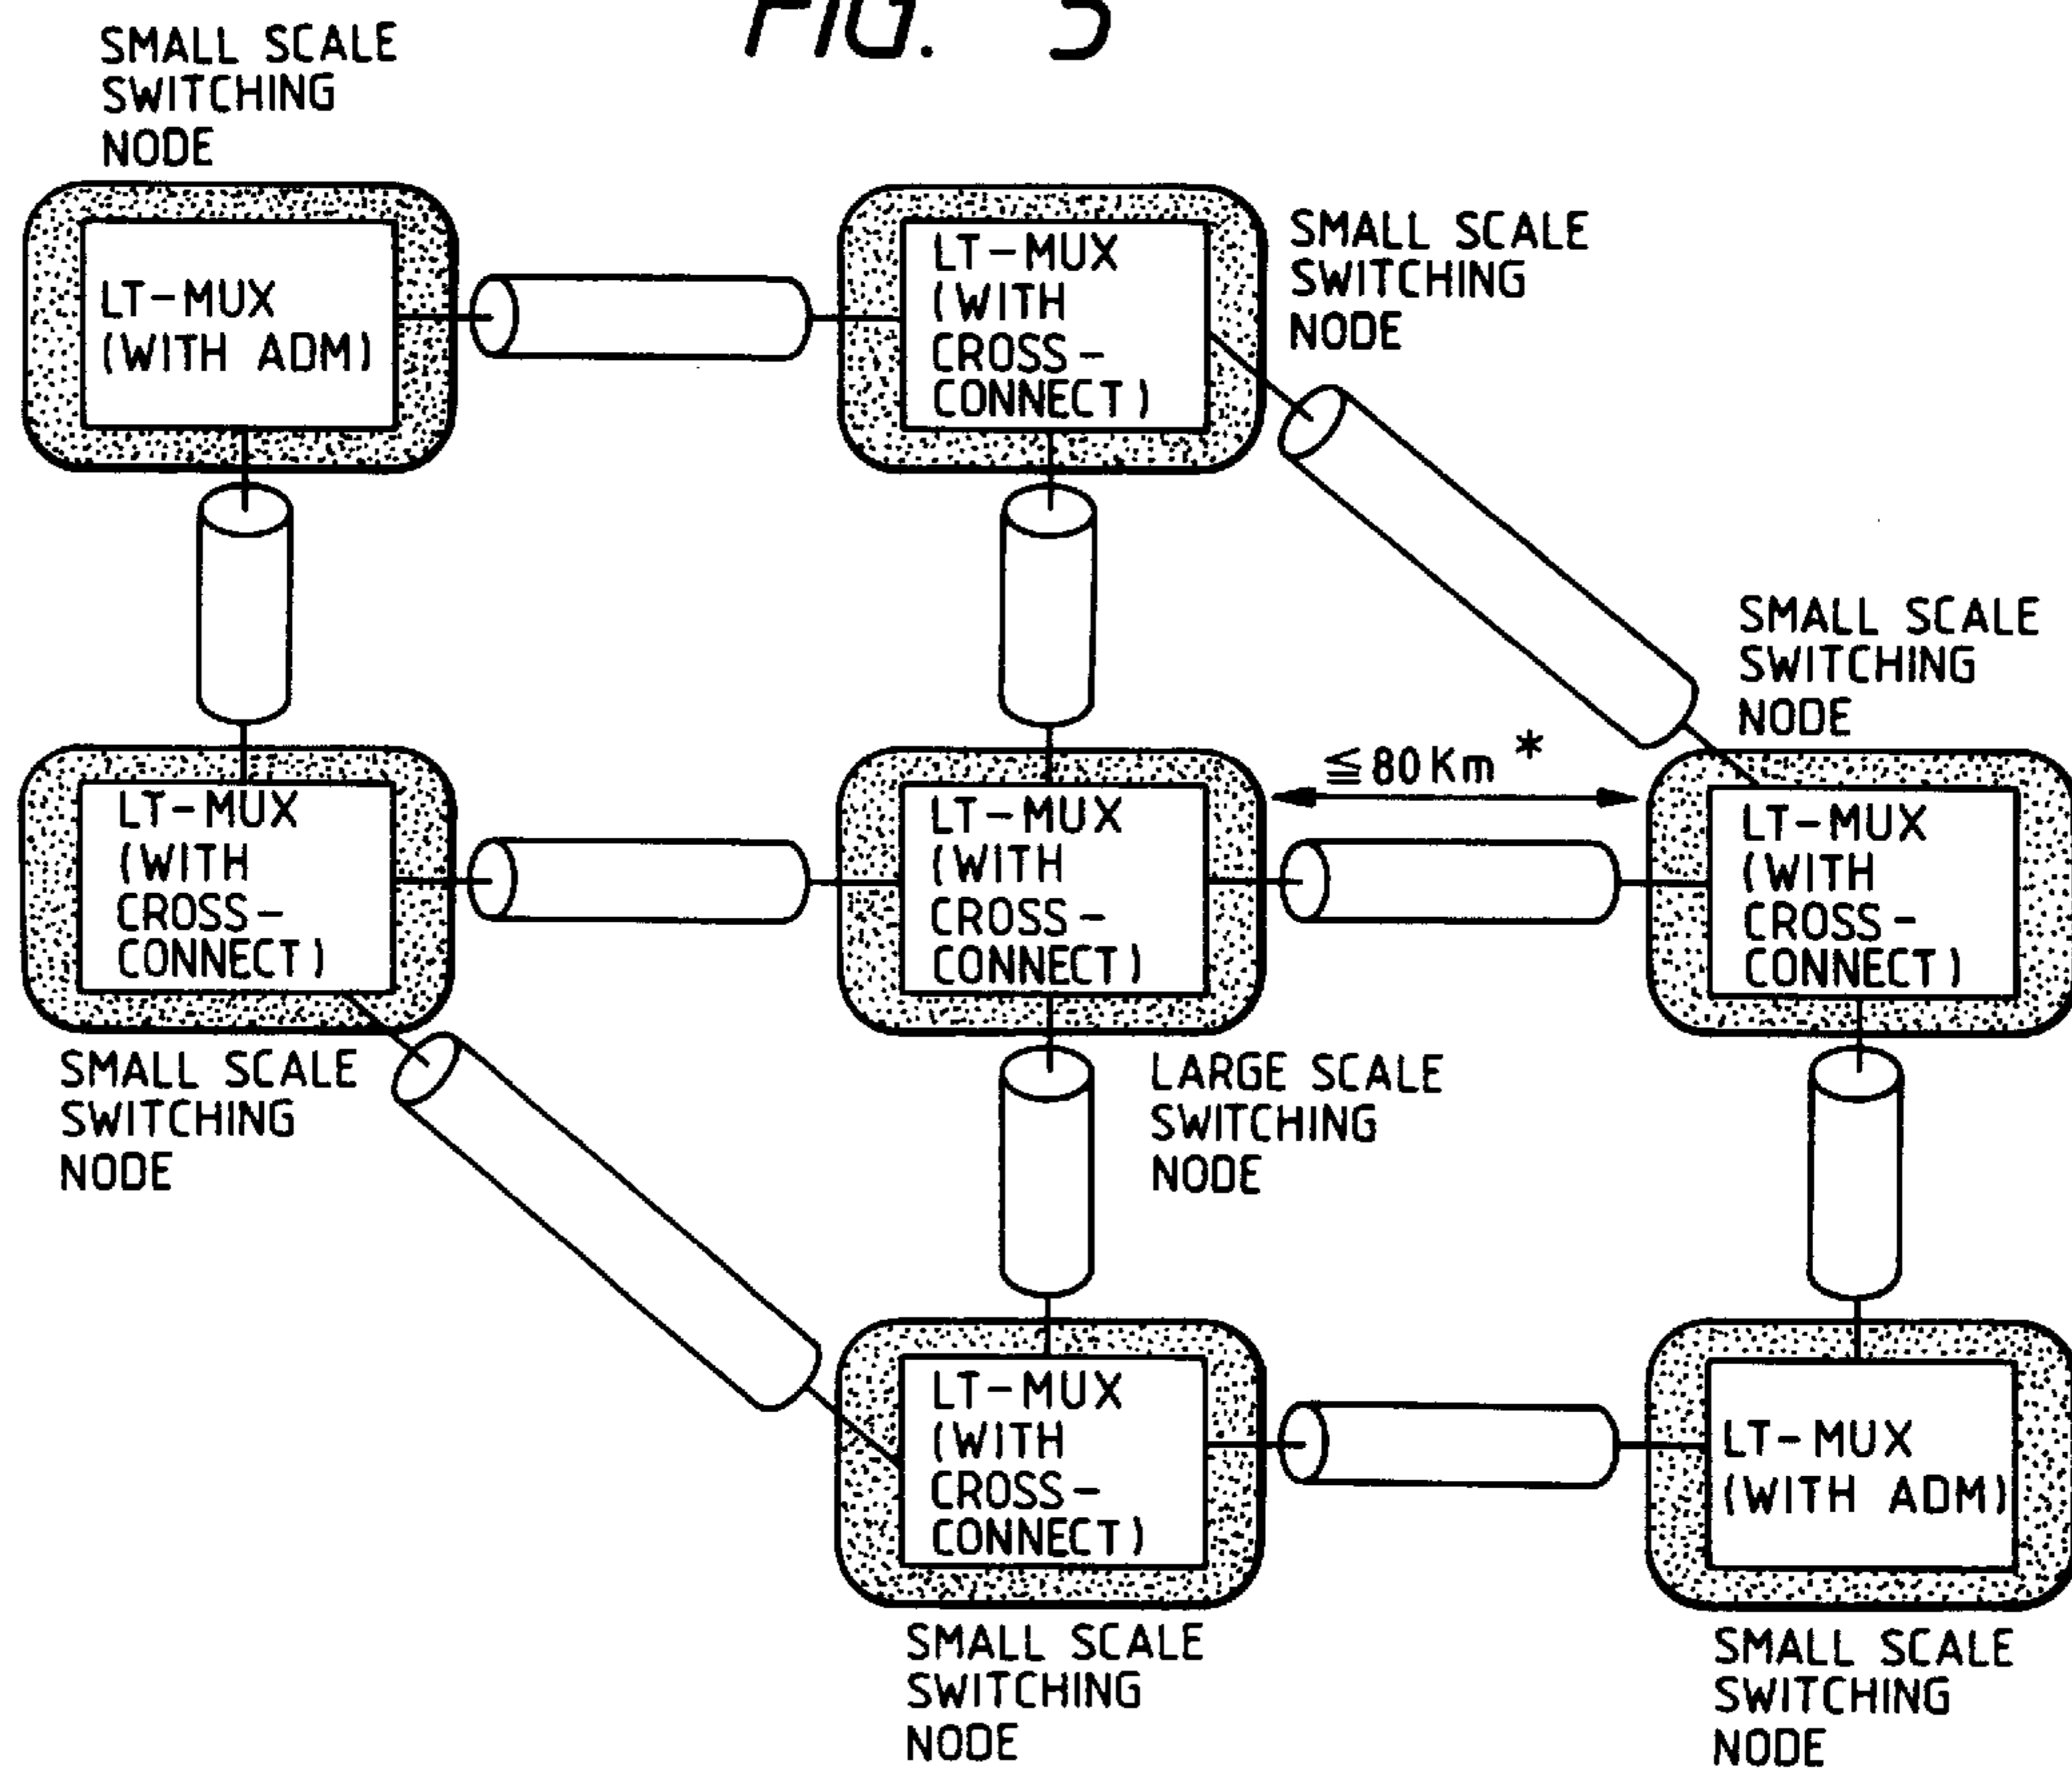 FIG. 5
SMALL SCALE
SWITCHING
NODE
LT-MUX
(WITH ADM)
LT-MUX
(WITH
CROSS-
CONNECT)
SMALL SCALE
SWITCHING
NODE
SMALL SCALE
SWITCHING
NODE
LT-MUX
(WITH
CROSS-
CONNECT)
SMALL SCALE
SWITCHING
NODE
LT-MUX
(WITH
CROSS-
CONNECT)
LARGE SCALE
SWITCHING
NODE
≦80Km *
LT-MUX
(WITH
CROSS-
CONNECT)
LT-MUX
(WITH
CROSS-
CONNECT)
SMALL SCALE
SWITCHING
NODE
LT-MUX
(WITH ADM)
SMALL SCALE
SWITCHING
NODE